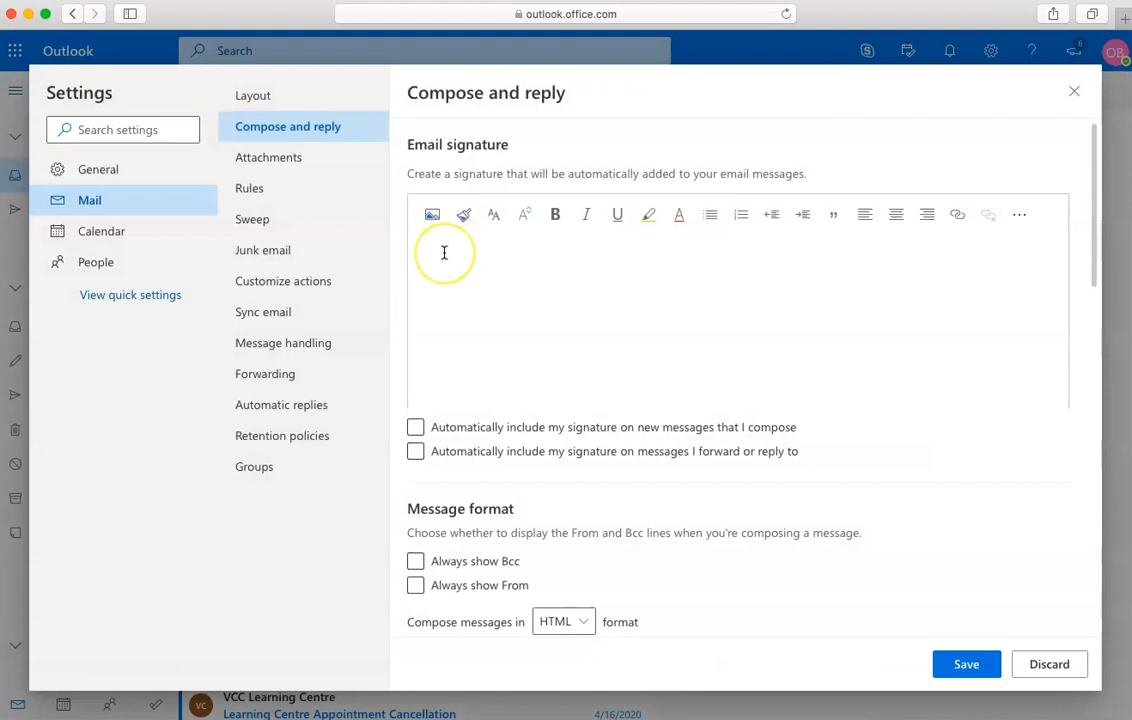 outlook.office.com
Outlook
Search
6
OB
Settings
Search settings
General
Mail
Calendar
People
View quick settings
Layout
Compose and reply
Attachments
Rules
Sweep
Junk email
Customize actions
Sync email
Message handling
Forwarding
Automatic replies
Retention policies
Groups
Compose and reply
Email signature
Create a signature that will be automatically added to your email messages.
B I U
Automatically include my signature on new messages that I compose
Automatically include my signature on messages I forward or reply to
Message format
Choose whether to display the From and Bcc lines when you're composing a message.
Always show Bcc
Always show From
Compose messages in HTML format
Save Discard
VC VCC Learning Centre
Learning Centre Appointment Cancellation 4/16/2020